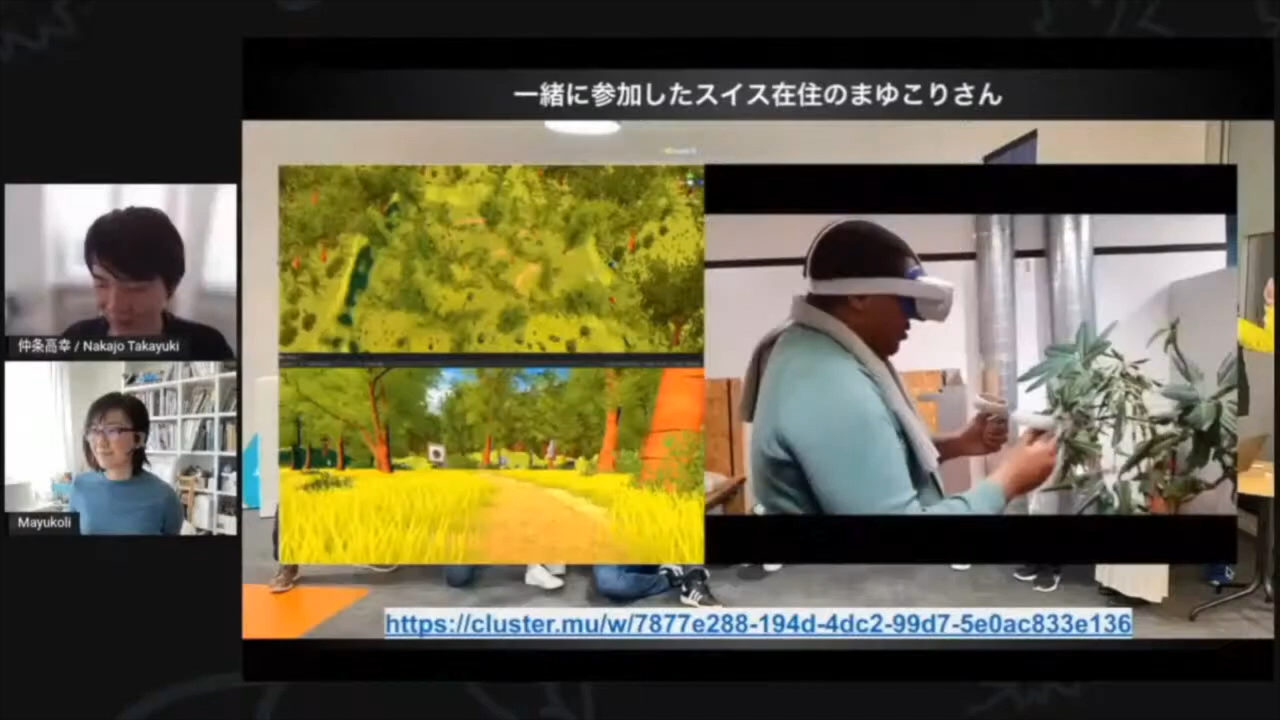 一緒に参加したスイス在住のまゆこりさん
仲条高幸 / Nakajo Takayuki
Mayukoli
https://cluster.mu/w/7877e288-194d-4dc2-99d7-5e0ac833e136